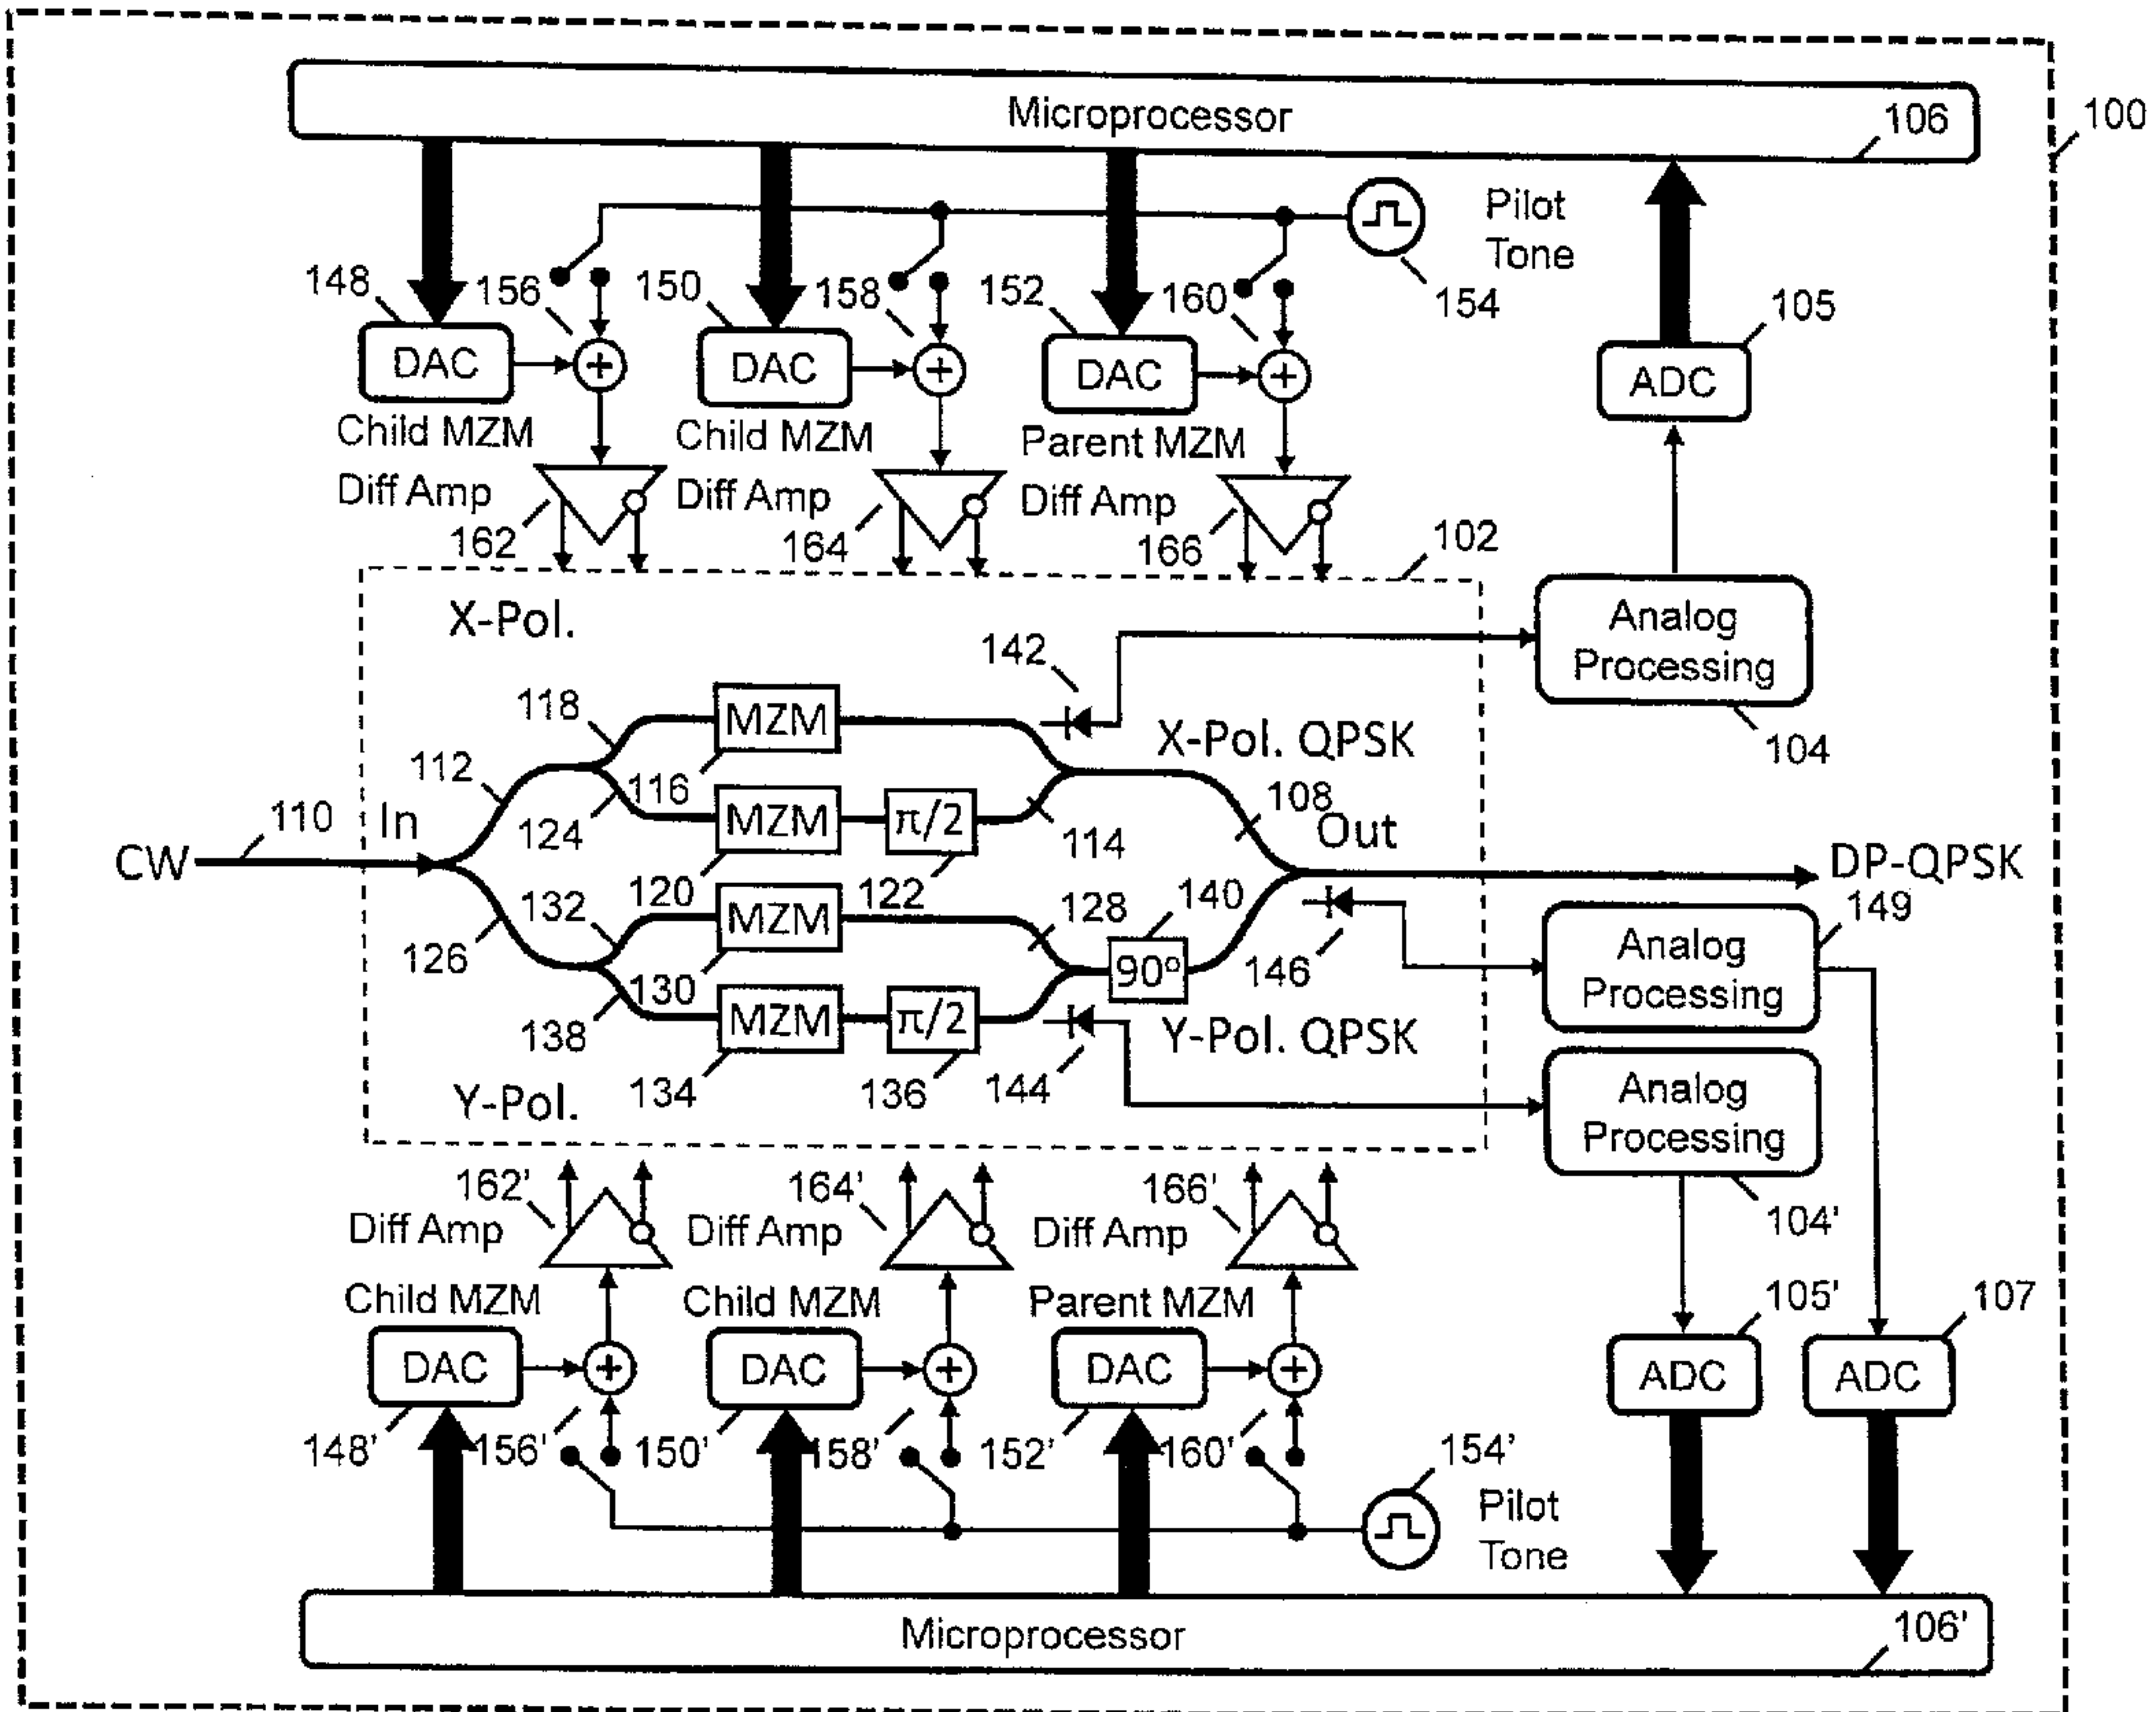 Microprocessor
106
100
Pilot
Tone
154
148
156
150
158
152
160
105
DAC
DAC
DAC
ADC
Child MZM
Child MZM
Parent MZM
Diff Amp
Diff Amp
Diff Amp
162
164
166
102
X-Pol.
Analog
Processing
104
142
118
MZM
X-Pol. QPSK
112
116
108
110
In
124
MZM
π/2
114
Out
CW
DP-QPSK
120
122
140
149
132
MZM
128
126
130
90°
146
Analog
Processing
138
MZM
π/2
Y-Pol. QPSK
134
136
144
Y-Pol.
Analog
Processing
104'
162'
164'
166'
Diff Amp
Diff Amp
Diff Amp
Child MZM
Child MZM
Parent MZM
105'
107
DAC
DAC
DAC
ADC
ADC
148'
156'
150'
158'
152'
160'
154'
Pilot
Tone
Microprocessor
106'